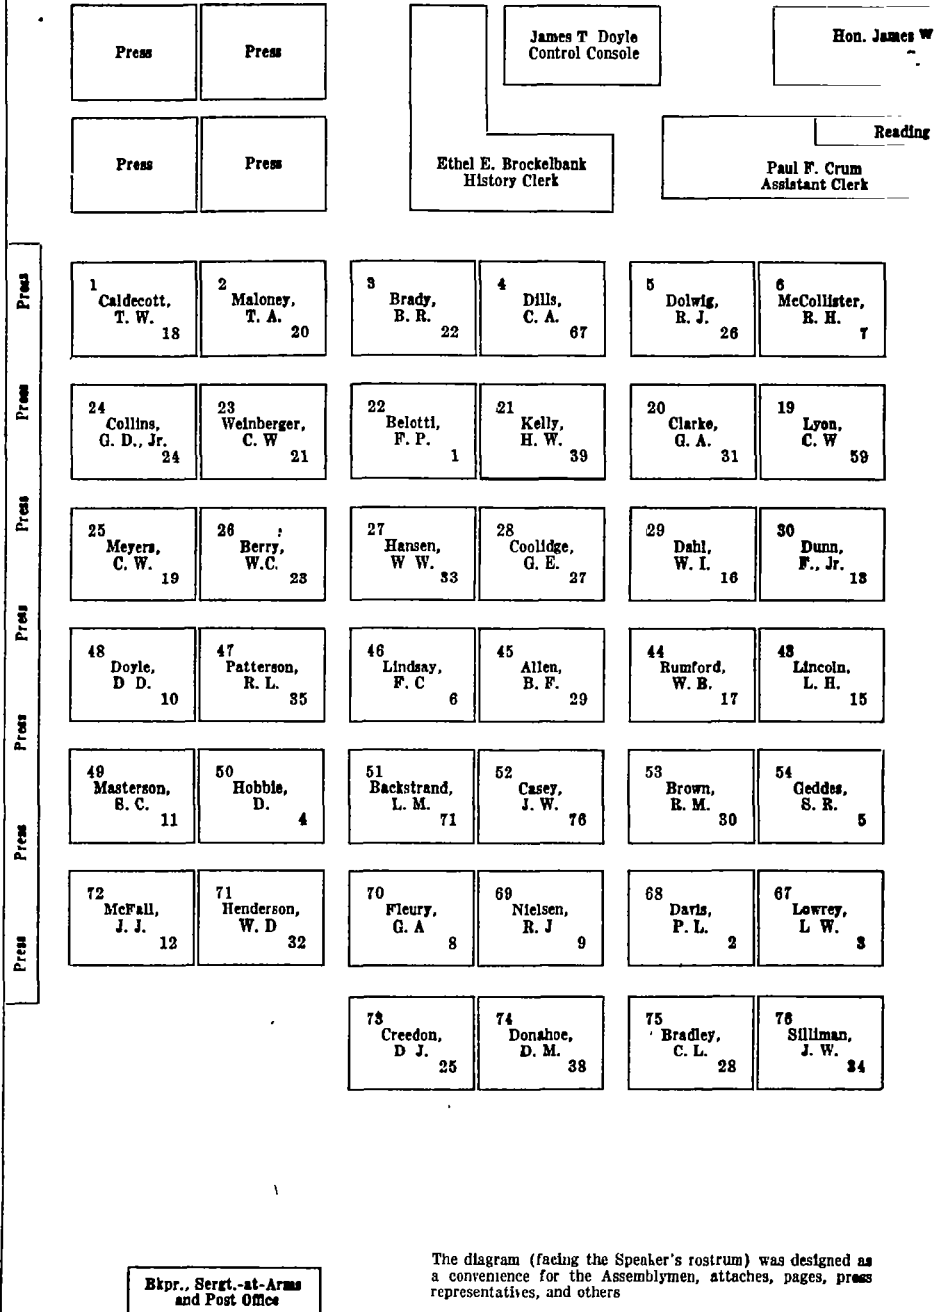 Press
Press
James T Doyle
Control Console
Hon. James W
Press
Press
Ethel E. Brockelbank
History Clerk
Reading
Paul F. Crum
Assistant Clerk
Press
Press
Press
Press
Press
Press
Press
1
Caldecott,
T. W.
18
2
Maloney,
T. A.
20
3
Brady,
B. R.
22
4
Dills,
C. A.
67
5
Dolwig,
R. J.
26
6
McCollister,
R. H.
7
24
Collins,
G. D., Jr.
24
23
Weinberger,
C. W
21
22
Belotti,
F. P.
1
21
Kelly,
H. W.
39
20
Clarke,
G. A.
31
19
Lyon,
C. W
59
25
Meyers,
C. W.
19
26
Berry,
W.C.
23
27
Hansen,
W W.
33
28
Coolidge,
G. E.
27
29
Dahl,
W. I.
16
30
Dunn,
F., Jr.
13
48
Doyle,
D D.
10
47
Patterson,
R. L.
35
46
Lindsay,
F. C
6
45
Allen,
B. F.
29
44
Rumford,
W. B.
17
43
Lincoln,
L. H.
15
49
Masterson,
S. C.
11
50
Hobbie,
D.
4
51
Backstrand,
L. M.
71
52
Casey,
J. W.
76
53
Brown,
R. M.
30
54
Geddes,
S. R.
5
72
McFall,
J. J.
12
71
Henderson,
W. D
32
70
Fleury,
G. A
8
69
Nielsen,
R. J
9
68
Davis,
P. L.
2
67
Lowrey,
L W.
3
73
Creedon,
D J.
25
74
Donahoe,
D. M.
38
75
Bradley,
C. L.
28
76
Silliman,
J. W.
34
Bkpr., Sergt.-at-Arms
and Post Office
The diagram (facing the Speaker's rostrum) was designed as
a convenience for the Assemblymen, attaches, pages, press
representatives, and others